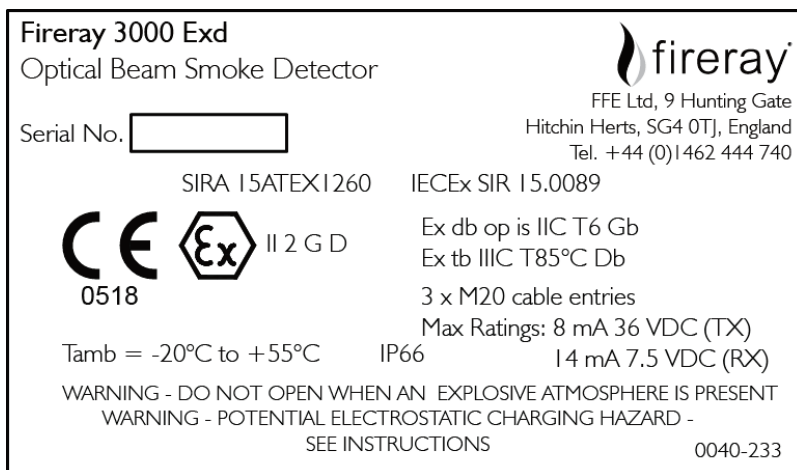 Fireray 3000 Exd
Optical Beam Smoke Detector
fireray
FFE Ltd, 9 Hunting Gate
Hitchin Herts, SG4 0TJ, England
Tel. +44 (0)1462 444 740
Serial No.
SIRA 15ATEX1260 IECEx SIR 15.0089
CE Ex II 2 G D
0518
Ex db op is IIC T6 Gb
Ex tb IIIC T85°C Db
3 x M20 cable entries
Max Ratings: 8 mA 36 VDC (TX)
14 mA 7.5 VDC (RX)
Tamb = -20°C to +55°C IP66
WARNING - DO NOT OPEN WHEN AN EXPLOSIVE ATMOSPHERE IS PRESENT
WARNING - POTENTIAL ELECTROSTATIC CHARGING HAZARD -
SEE INSTRUCTIONS
0040-233